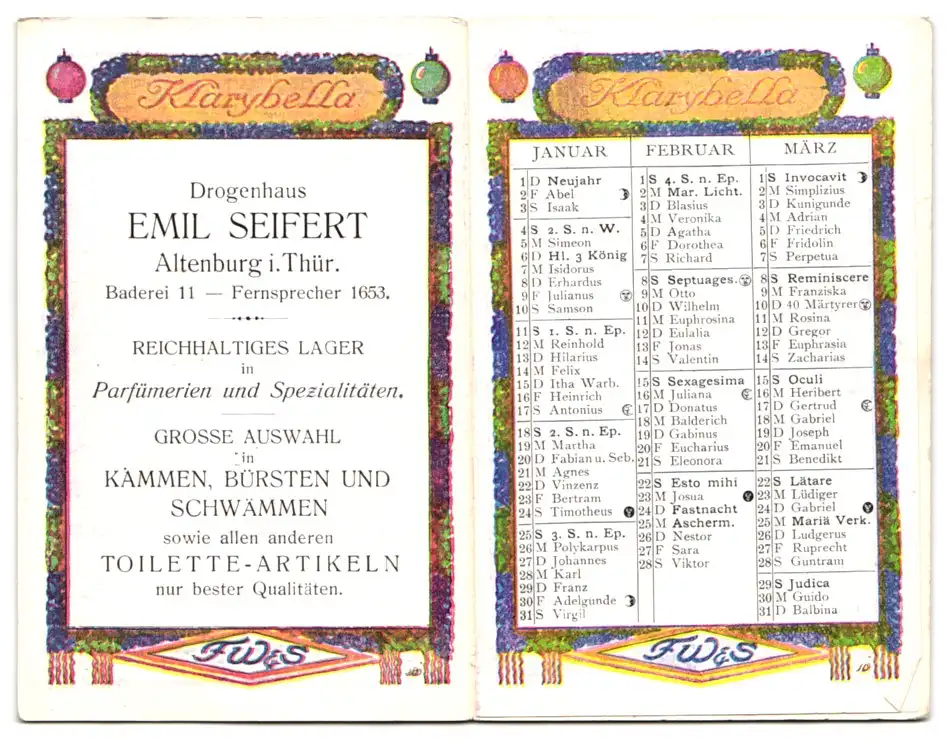 Klarybella
Drogenhaus
EMIL SEIFERT
Altenburg i. Thür.
Baderei 11 — Fernsprecher 1653.
REICHHALTIGES LAGER
in
Parfümerien und Spezialitäten.
GROSSE AUSWAHL
in
KÄMMEN, BÜRSTEN UND
SCHWÄMMEN
sowie allen anderen
TOILETTE-ARTIKELN
nur bester Qualitäten.
FW&S
Klarybella
JANUAR
1 D Neujahr
2 F Abel
3 S Isaak
4 S 2. S. n. W.
5 M Simeon
6 D Hl. 3 König
7 M Isidorus
8 D Erhardus
9 F Julianus
10 S Samson
11 S 1. S. n. Ep.
12 M Reinhold
13 D Hilarius
14 M Felix
15 D Itha Warb.
16 F Heinrich
17 S Antonius
18 S 2. S. n. Ep.
19 M Martha
20 D Fabian u. Seb.
21 M Agnes
22 D Vinzenz
23 F Bertram
24 S Timotheus
25 S 3. S. n. Ep.
26 M Polykarpus
27 D Johannes
28 M Karl
29 D Franz
30 F Adelgunde
31 S Virgil
FEBRUAR
1 S 4. S. n. Ep.
2 M Mar. Licht.
3 D Blasius
4 M Veronika
5 D Agatha
6 F Dorothea
7 S Richard
8 S Septuages.
9 M Otto
10 D Wilhelm
11 M Euphrosina
12 D Eulalia
13 F Jonas
14 S Valentin
15 S Sexagesima
16 M Juliana
17 D Donatus
18 M Balderich
19 D Gabinus
20 F Eucharius
21 S Eleonora
22 S Esto mihi
23 M Josua
24 D Fastnacht
25 M Ascherm.
26 D Nestor
27 F Sara
28 S Viktor
MÄRZ
1 S Invocavit
2 M Simplizius
3 D Kunigunde
4 M Adrian
5 D Friedrich
6 F Fridolin
7 S Perpetua
8 S Reminiscere
9 M Franziska
10 D 40 Märtyrer
11 M Rosina
12 D Gregor
13 F Euphrasia
14 S Zacharias
15 S Oculi
16 M Heribert
17 D Gertrud
18 M Gabriel
19 D Joseph
20 F Emanuel
21 S Benedikt
22 S Lätare
23 M Lüdiger
24 D Gabriel
25 M Mariä Verk.
26 D Ludgerus
27 F Ruprecht
28 S Guntram
29 S Judica
30 M Guido
31 D Balbina
FW&S